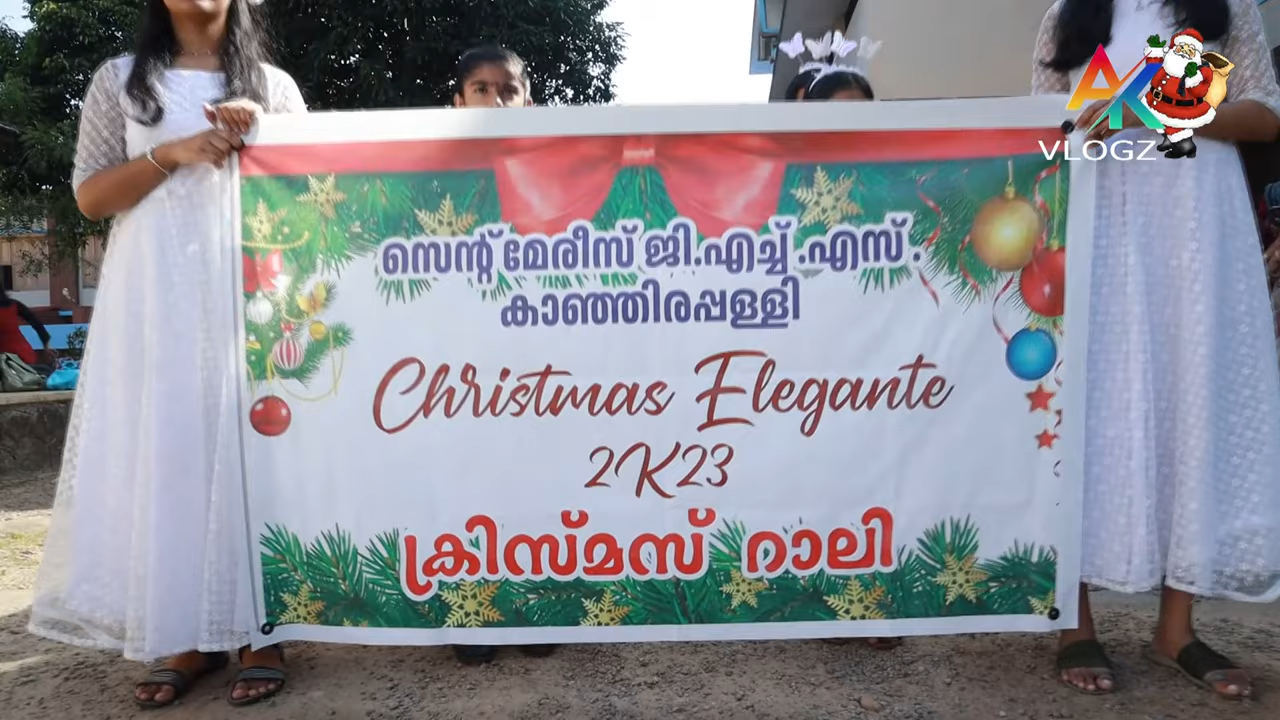 സെന്റ് മേരീസ് ജി.എച്ച്.എസ്.
കാഞ്ഞിരപ്പള്ളി
Christmas Elegante
2K23
ക്രിസ്മസ് റാലി
AK
VLOGZ